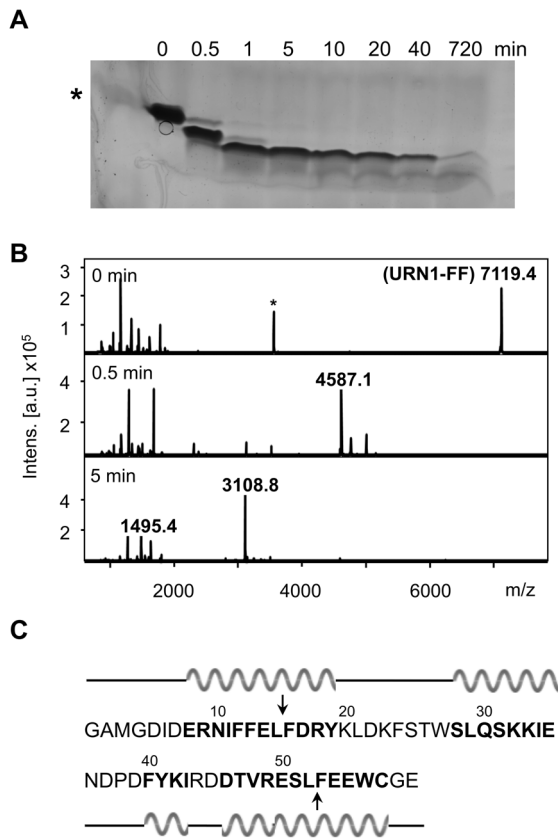 A
0 0.5 1 5 10 20 40 720 min
*
B
3
2
1
0 min
*
(URN1-FF) 7119.4
Intens. [a.u.] x10⁵
4
2
0.5 min
4587.1
4
2
5 min
1495.4
3108.8
2000 4000 6000 m/z
C
10 20 30
GAMGDIDERNIFFELFDRYKLDKFSTWSLQSKKIE
40 50
NDPDFYKIRDDTVRESLFEEWCGE